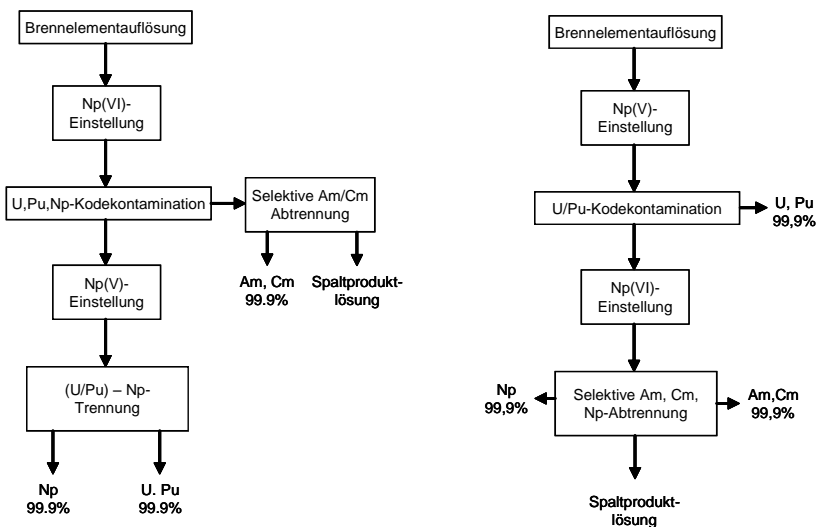 Brennelementauflösung
Np(VI)-
Einstellung
U,Pu,Np-Kodekontamination
Selektive Am/Cm
Abtrennung
Np(V)-
Einstellung
Am, Cm
99.9%
Spaltprodukt-
lösung
(U/Pu) – Np-
Trennung
Np
99.9%
U. Pu
99.9%
Brennelementauflösung
Np(V)-
Einstellung
U/Pu-Kodekontamination
U, Pu
99,9%
Np(VI)-
Einstellung
Np
99,9%
Selektive Am, Cm,
Np-Abtrennung
Am,Cm
99,9%
Spaltprodukt-
lösung